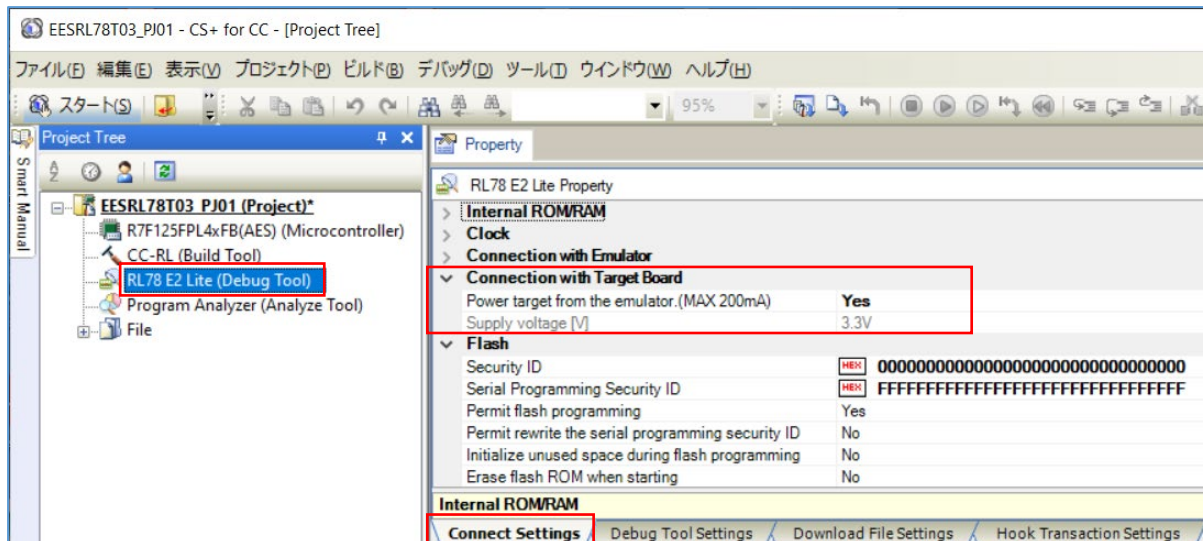 EESRL78T03_PJ01 - CS+ for CC - [Project Tree]
ファイル(F) 編集(E) 表示(V) プロジェクト(P) ビルド(B) デバッグ(D) ツール(T) ウインドウ(W) ヘルプ(H)
スタート(S) 95%
Smart Manual
Project Tree
EESRL78T03_PJ01 (Project)*
R7F125FPL4xFB(AES) (Microcontroller)
CC-RL (Build Tool)
RL78 E2 Lite (Debug Tool)
Program Analyzer (Analyze Tool)
File
Property
RL78 E2 Lite Property
Internal ROM/RAM
Clock
Connection with Emulator
Connection with Target Board
Power target from the emulator.(MAX 200mA) Yes
Supply voltage [V] 3.3V
Flash
Security ID HEX 00000000000000000000000000000000
Serial Programming Security ID HEX FFFFFFFFFFFFFFFFFFFFFFFFFFFFFFFF
Permit flash programming Yes
Permit rewrite the serial programming security ID No
Initialize unused space during flash programming No
Erase flash ROM when starting No
Internal ROM/RAM
Connect Settings Debug Tool Settings Download File Settings Hook Transaction Settings